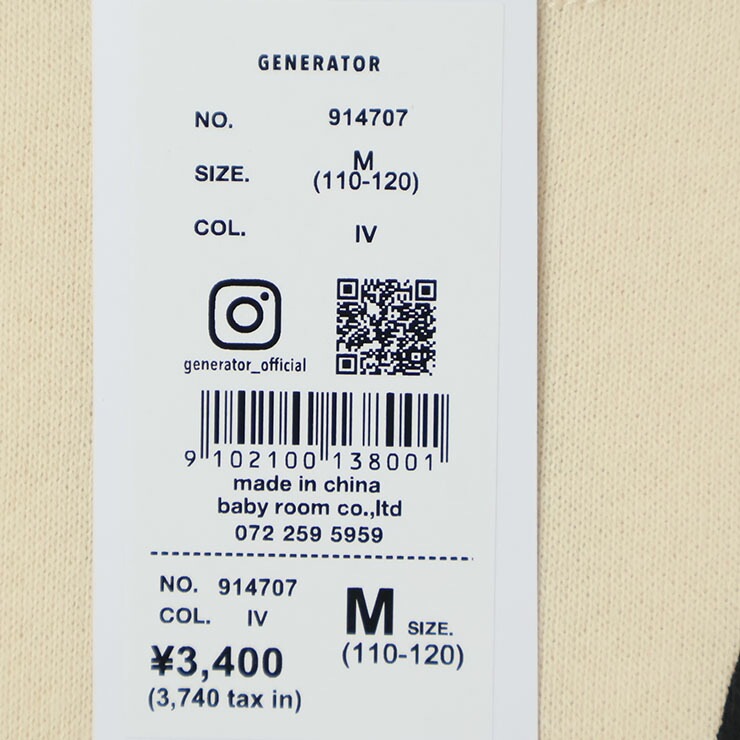 GENERATOR
NO. 914707
SIZE. M
(110-120)
COL. IV
generator_official
9 102100 138001
made in china
baby room co.,ltd
072 259 5959
NO. 914707
COL. IV
M SIZE.
(110-120)
¥3,400
(3,740 tax in)